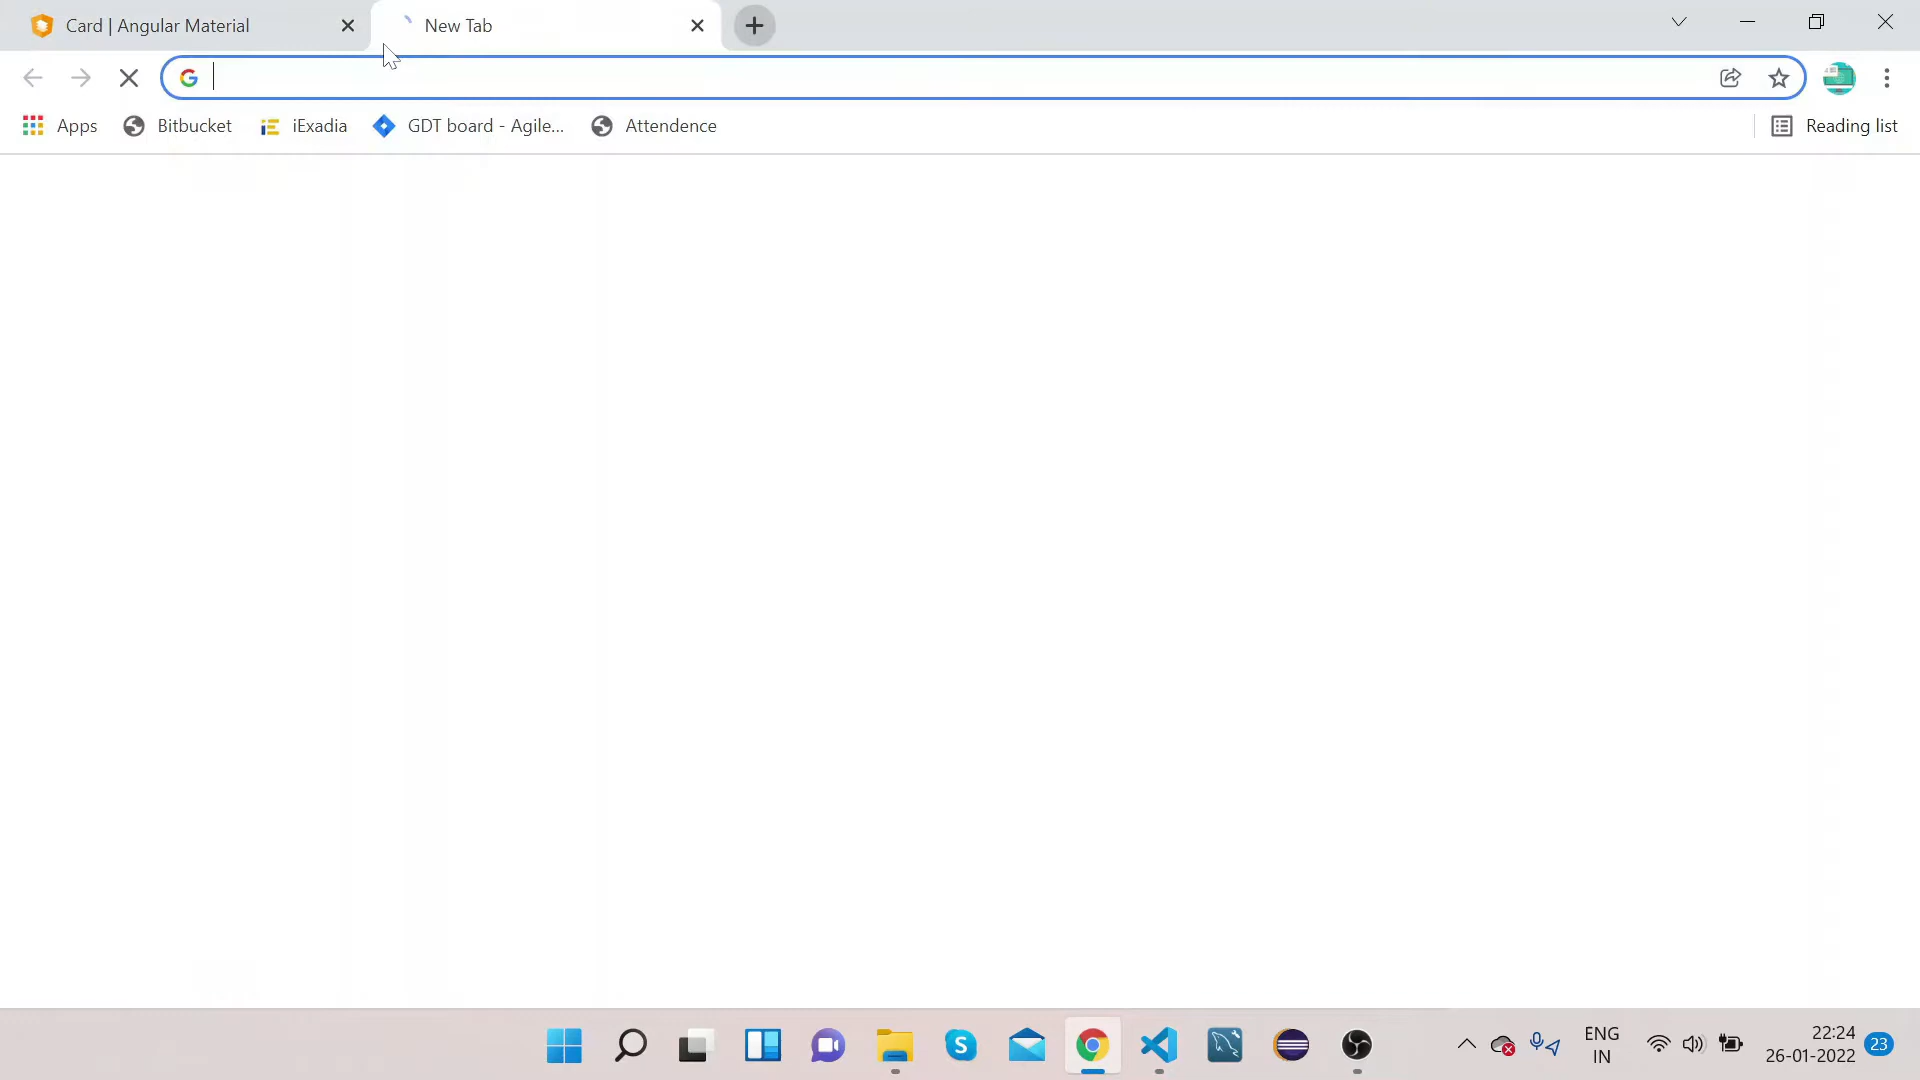 Card | Angular Material
New Tab
Apps
Bitbucket
iExadia
GDT board - Agile...
Attendence
Reading list
ENG
IN
22:24
26-01-2022
23